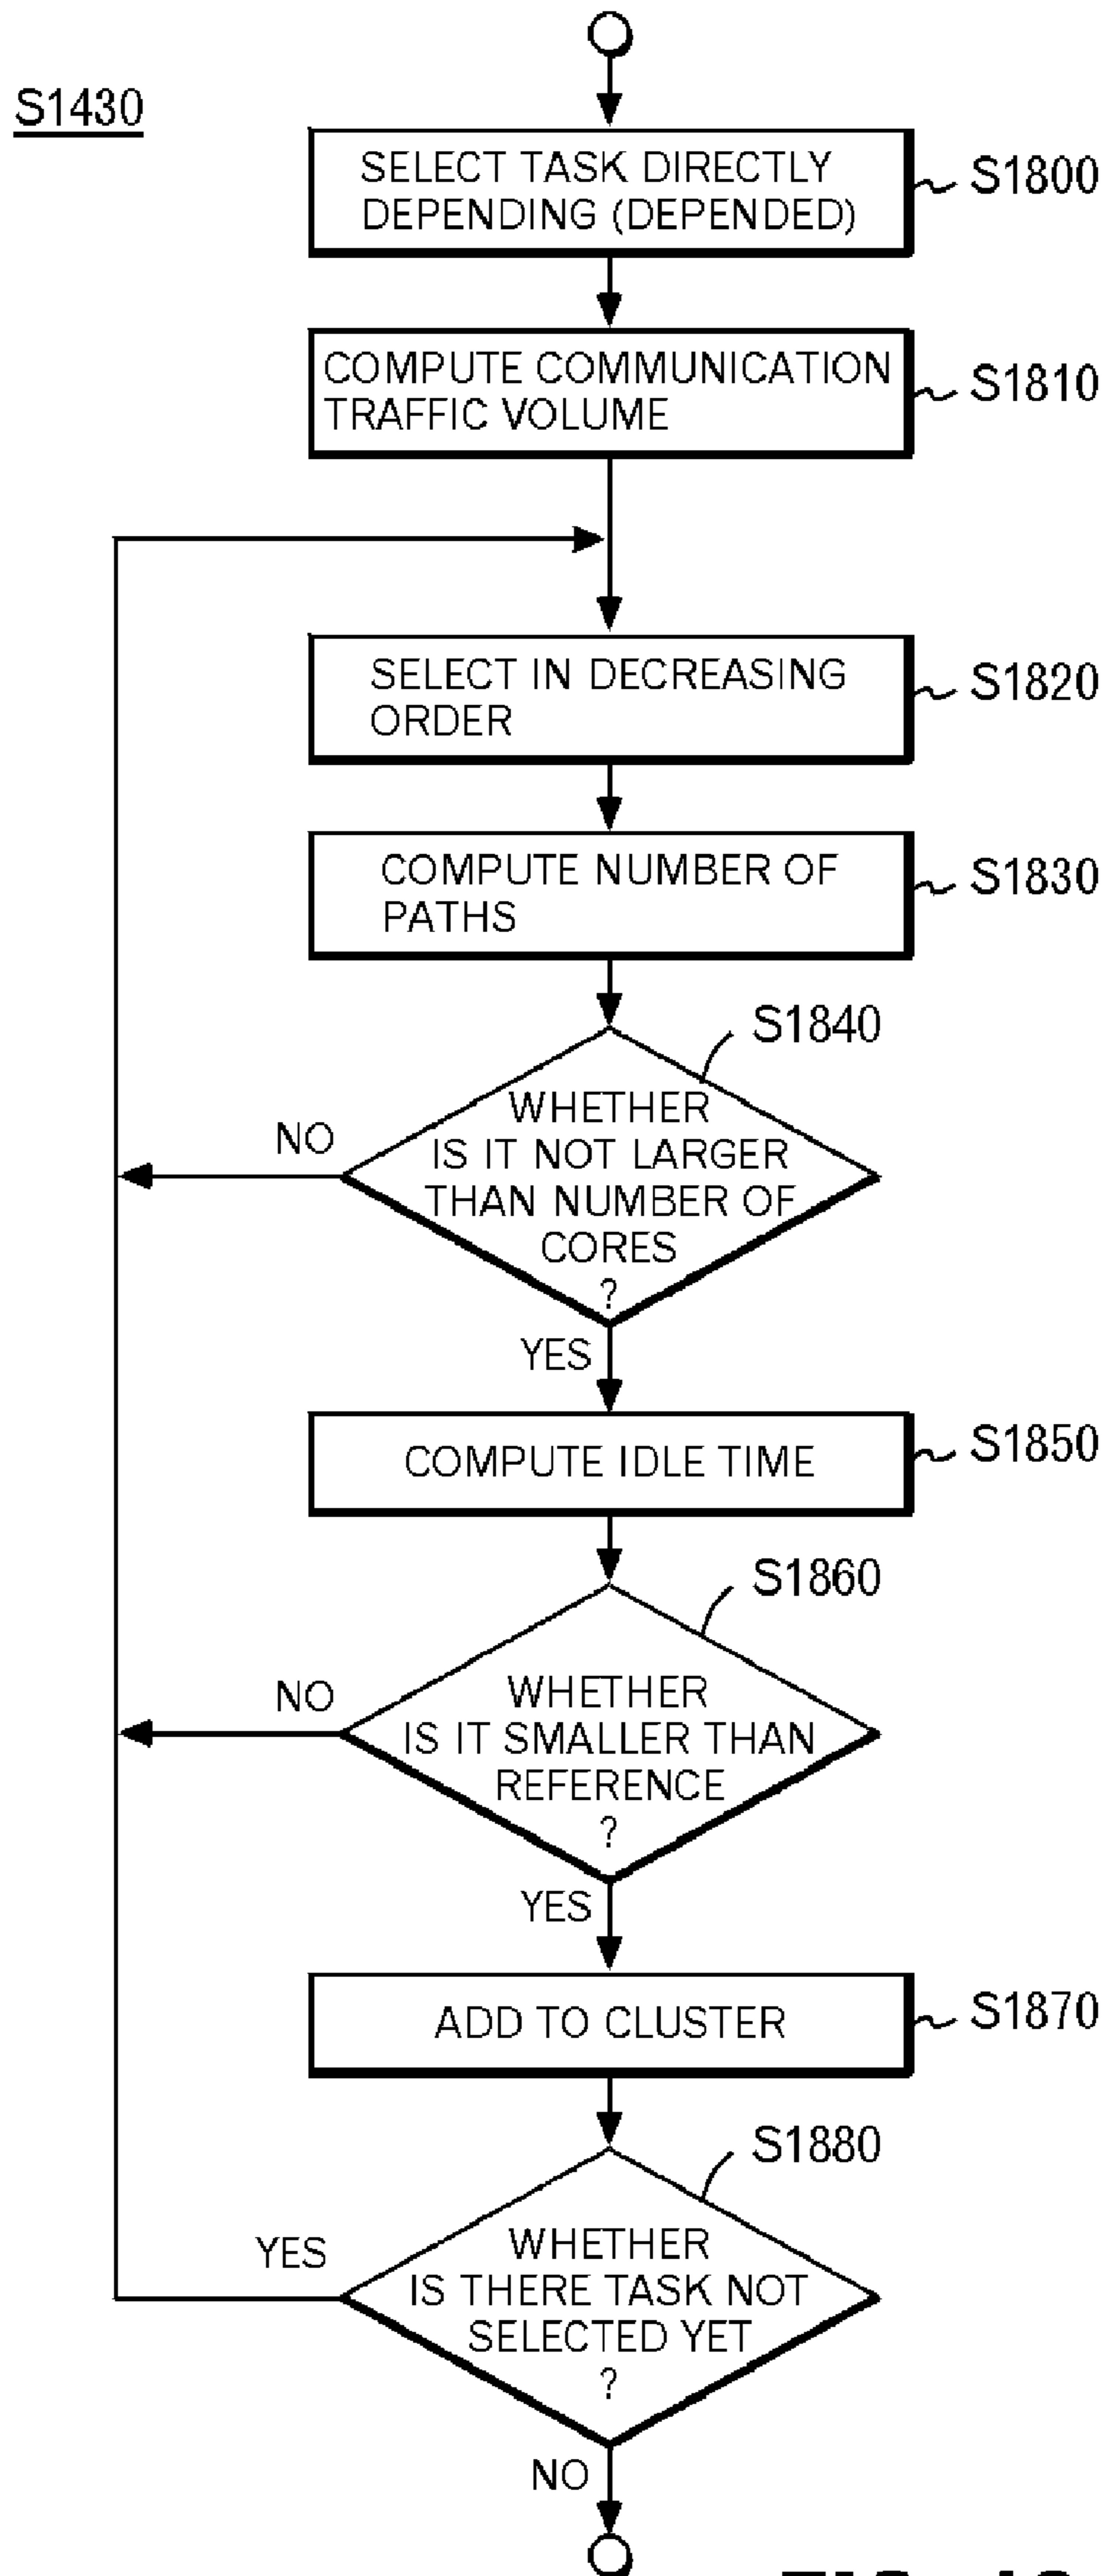 S1430
SELECT TASK DIRECTLY
DEPENDING (DEPENDED)
S1800
COMPUTE COMMUNICATION
TRAFFIC VOLUME
S1810
SELECT IN DECREASING
ORDER
S1820
COMPUTE NUMBER OF
PATHS
S1830
S1840
WHETHER
IS IT NOT LARGER
THAN NUMBER OF
CORES
?
NO
YES
COMPUTE IDLE TIME
S1850
S1860
WHETHER
IS IT SMALLER THAN
REFERENCE
?
NO
YES
ADD TO CLUSTER
S1870
S1880
WHETHER
IS THERE TASK NOT
SELECTED YET
?
YES
NO